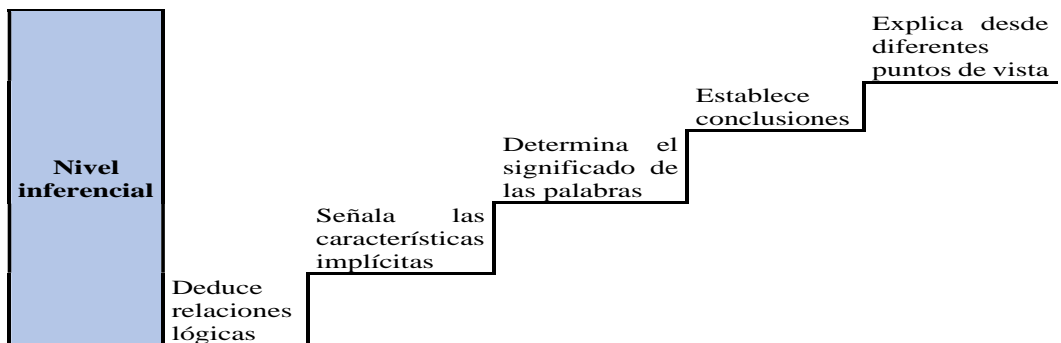 Explica desde
diferentes
puntos de vista
Establece
conclusiones
Determina el
significado de
las palabras
Nivel
inferencial
Señala las
características
implícitas
Deduce
relaciones
lógicas